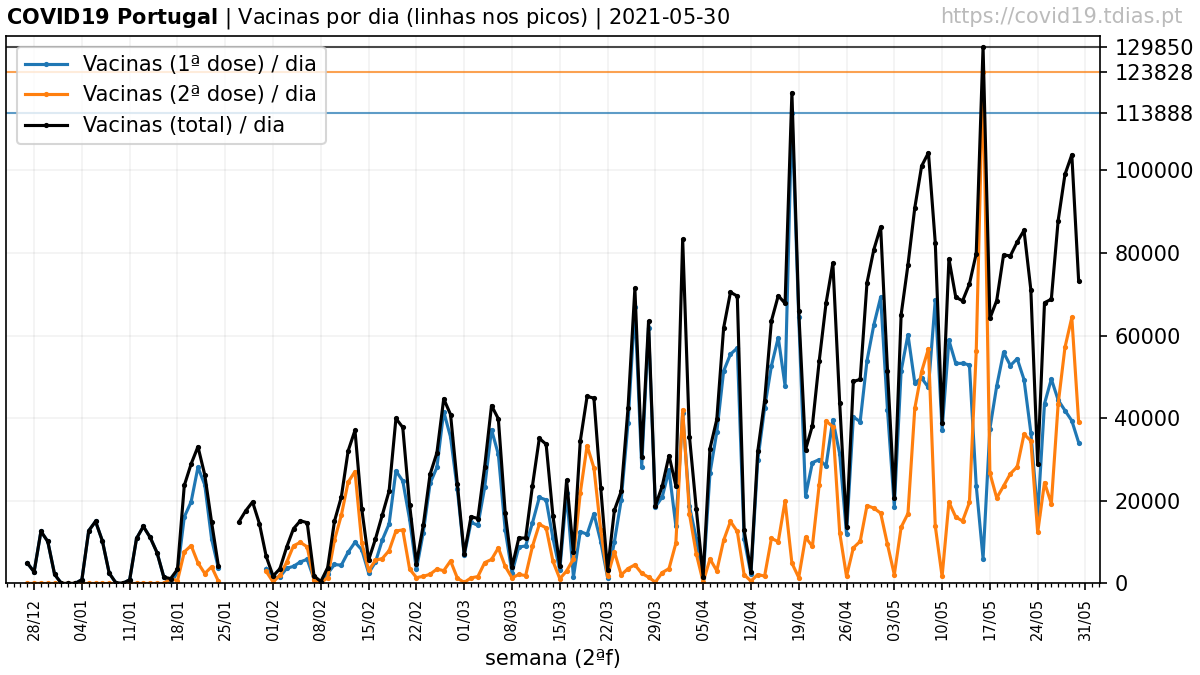 COVID19 Portugal | Vacinas por dia (linhas nos picos) | 2021-05-30
https://covid19.tdias.pt
Vacinas (1ª dose) / dia
Vacinas (2ª dose) / dia
Vacinas (total) / dia
129850
123828
113888
100000
80000
60000
40000
20000
0
28/12 04/01 11/01 18/01 25/01 01/02 08/02 15/02 22/02 01/03 08/03 15/03 22/03 29/03 05/04 12/04 19/04 26/04 03/05 10/05 17/05 24/05 31/05
semana (2ªf)